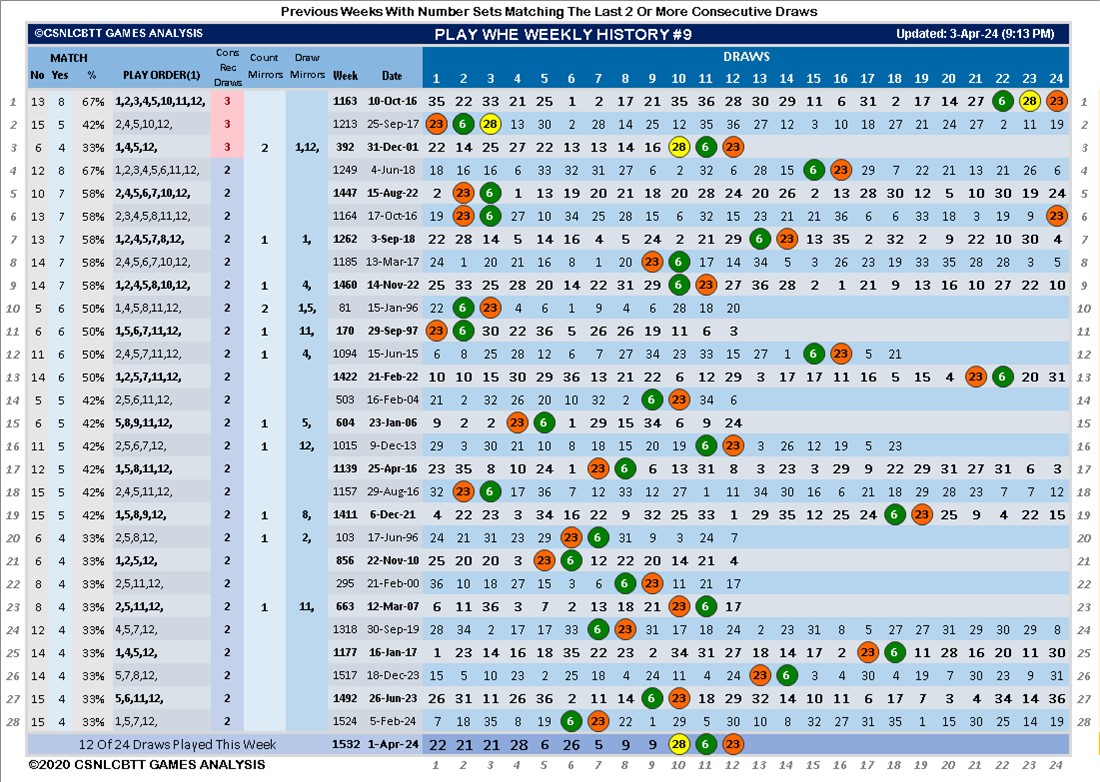 Previous Weeks With Number Sets Matching The Last 2 Or More Consecutive Draws
©CSNLCBTT GAMES ANALYSIS PLAY WHE WEEKLY HISTORY #9 Updated: 3-Apr-24 (9:13 PM)
MATCH Cons Rec Draws Count Mirrors Draw Mirrors DRAWS
No Yes % PLAY ORDER(1) Week Date 1 2 3 4 5 6 7 8 9 10 11 12 13 14 15 16 17 18 19 20 21 22 23 24
1 13 8 67% 1,2,3,4,5,10,11,12, 3 1163 10-Oct-16 35 22 33 21 25 1 2 17 21 35 36 28 30 29 11 6 31 2 17 14 27 6 28 23 1
2 15 5 42% 2,4,5,10,12, 3 1213 25-Sep-17 23 6 28 13 30 2 28 14 25 12 35 36 27 12 3 10 18 27 21 24 27 2 11 19 2
3 6 4 33% 1,4,5,12, 3 2 1,12, 392 31-Dec-01 22 14 25 27 22 13 13 14 16 28 6 23 3
4 12 8 67% 1,2,3,4,5,6,11,12, 2 1249 4-Jun-18 18 16 16 6 33 32 31 27 6 2 32 6 28 15 6 23 29 7 22 21 13 21 26 6 4
5 10 7 58% 2,4,5,6,7,10,12, 2 1447 15-Aug-22 2 23 6 1 13 19 20 21 18 20 28 24 20 26 2 13 28 30 12 5 10 30 19 24 5
6 13 7 58% 2,3,4,5,8,11,12, 2 1164 17-Oct-16 19 23 6 27 10 34 28 15 6 32 15 23 21 21 36 6 6 33 18 3 19 9 23 6
7 13 7 58% 1,2,4,5,7,8,12, 2 1 1, 1262 3-Sep-18 22 28 14 5 14 16 4 5 24 2 21 29 6 23 13 35 2 32 2 9 22 10 30 4 7
8 14 7 58% 2,4,5,6,7,10,12, 2 1185 13-Mar-17 24 1 20 21 16 8 1 20 23 6 17 14 34 5 3 26 23 19 33 35 28 28 3 5 8
9 14 7 58% 1,2,4,5,8,10,12, 2 1 4, 1460 14-Nov-22 25 33 25 28 20 14 22 31 29 6 23 27 36 28 2 1 21 9 13 16 10 27 22 10 9
10 5 6 50% 1,4,5,8,11,12, 2 2 1,5, 81 15-Jan-96 22 6 23 4 6 1 9 4 6 28 18 20 10
11 6 6 50% 1,5,6,7,11,12, 2 1 11, 170 29-Sep-97 23 6 30 22 36 5 26 26 19 11 6 3 11
12 11 6 50% 2,4,5,7,11,12, 2 1 4, 1094 15-Jun-15 6 8 25 28 12 6 7 27 34 23 33 15 27 1 6 23 5 21 12
13 14 6 50% 1,2,5,7,11,12, 2 1422 21-Feb-22 10 10 15 30 29 36 13 21 22 6 12 29 3 17 17 11 16 5 15 4 23 6 20 31 13
14 5 5 42% 2,5,6,11,12, 2 503 16-Feb-04 21 2 32 26 20 10 32 2 6 23 34 6 14
15 6 5 42% 5,8,9,11,12, 2 1 5, 604 23-Jan-06 9 2 2 23 6 1 29 15 34 6 9 24 15
16 11 5 42% 2,5,6,7,12, 2 1 12, 1015 9-Dec-13 29 3 30 21 10 8 18 15 20 19 6 23 3 26 12 19 5 23 16
17 12 5 42% 1,5,8,11,12, 2 1139 25-Apr-16 23 35 8 10 24 1 23 6 6 13 31 8 3 23 3 29 9 22 29 31 27 31 6 3 17
18 15 5 42% 2,4,5,11,12, 2 1157 29-Aug-16 32 23 6 17 36 7 12 33 12 27 1 11 34 30 16 6 21 18 29 28 23 7 7 12 18
19 15 5 42% 1,5,8,9,12, 2 1 8, 1411 6-Dec-21 4 22 23 3 34 16 22 9 32 25 33 1 29 35 12 25 24 6 23 25 9 4 22 15 19
20 6 4 33% 2,5,8,12, 2 1 2, 103 17-Jun-96 24 21 31 23 29 23 6 31 9 3 24 7 20
21 6 4 33% 1,2,5,12, 2 856 22-Nov-10 25 20 20 3 23 6 12 22 20 14 21 4 21
22 8 4 33% 2,5,11,12, 2 295 21-Feb-00 36 10 18 27 15 3 6 6 23 11 21 17 22
23 8 4 33% 2,5,11,12, 2 1 11, 663 12-Mar-07 6 11 36 3 7 2 13 18 21 23 6 17 23
24 12 4 33% 4,5,7,12, 2 1318 30-Sep-19 28 34 2 17 17 33 6 23 31 17 18 24 2 23 31 8 5 27 27 31 29 29 29 8 24
25 14 4 33% 1,4,5,12, 2 1177 16-Jan-17 1 23 14 16 18 35 22 23 2 34 31 27 18 14 17 2 23 6 11 28 16 20 11 30 25
26 14 4 33% 5,7,8,12, 2 1517 18-Dec-23 15 5 10 23 2 25 18 4 24 11 4 24 23 6 3 4 30 4 19 7 30 23 9 31 26
27 15 4 33% 5,6,11,12, 2 1492 26-Jun-23 26 31 11 26 36 2 11 14 6 23 18 29 32 14 10 11 6 17 7 3 4 34 14 36 27
28 15 4 33% 1,5,7,12, 2 1524 5-Feb-24 7 18 35 8 19 6 23 22 1 29 5 30 10 8 32 27 31 35 1 15 30 25 14 19 28
12 Of 24 Draws Played This Week 1532 1-Apr-24 22 21 21 28 6 26 5 9 9 28 6 23
©2020 CSNLCBTT GAMES ANALYSIS 1 2 3 4 5 6 7 8 9 10 11 12 13 14 15 16 17 18 19 20 21 22 23 24